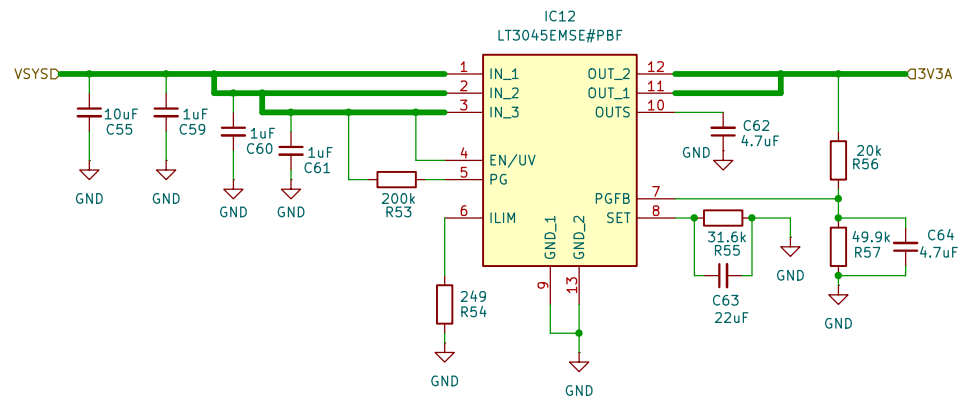 IC12
LT3045EMSE#PBF
VSYS
1 IN_1
2 IN_2
3 IN_3
4 EN/UV
5 PG
6 ILIM
OUT_2 12
OUT_1 11
OUTS 10
PGFB 7
SET 8
GND_1 9
GND_2 13
3V3A
10uF
C55
GND
1uF
C59
GND
1uF
C60
GND
1uF
C61
GND
200k
R53
249
R54
GND
GND
C62
4.7uF
GND
31.6k
R55
C63
22uF
GND
20k
R56
49.9k
R57
C64
4.7uF
GND